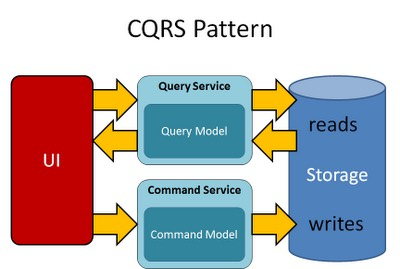 CQRS Pattern
UI
Query Service
Query Model
Command Service
Command Model
reads
Storage
writes